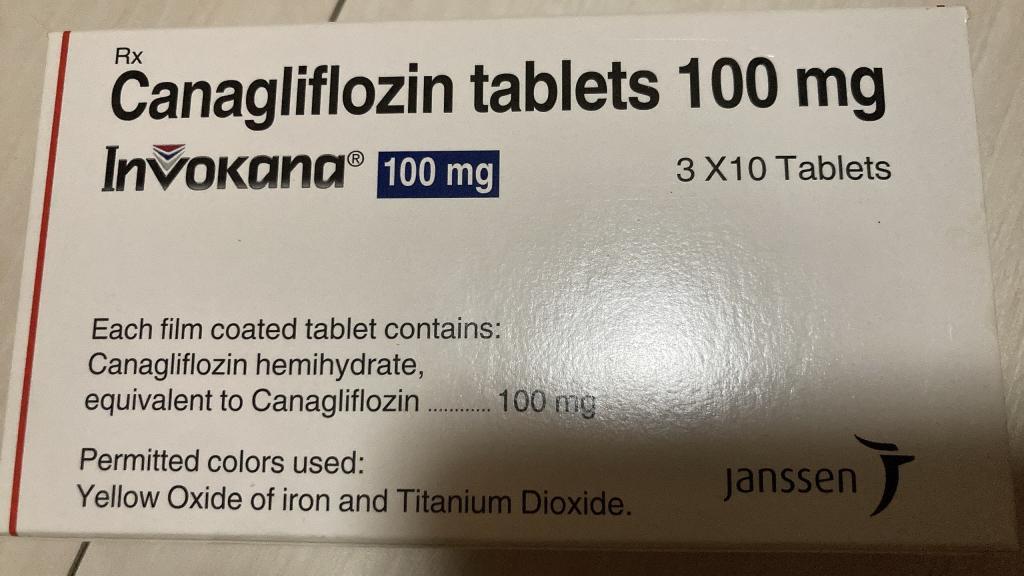 Rx
Canagliflozin tablets 100 mg
Invokana® 100 mg
3 X10 Tablets
Each film coated tablet contains:
Canagliflozin hemihydrate,
equivalent to Canagliflozin ............ 100 mg
Permitted colors used:
Yellow Oxide of iron and Titanium Dioxide.
janssen